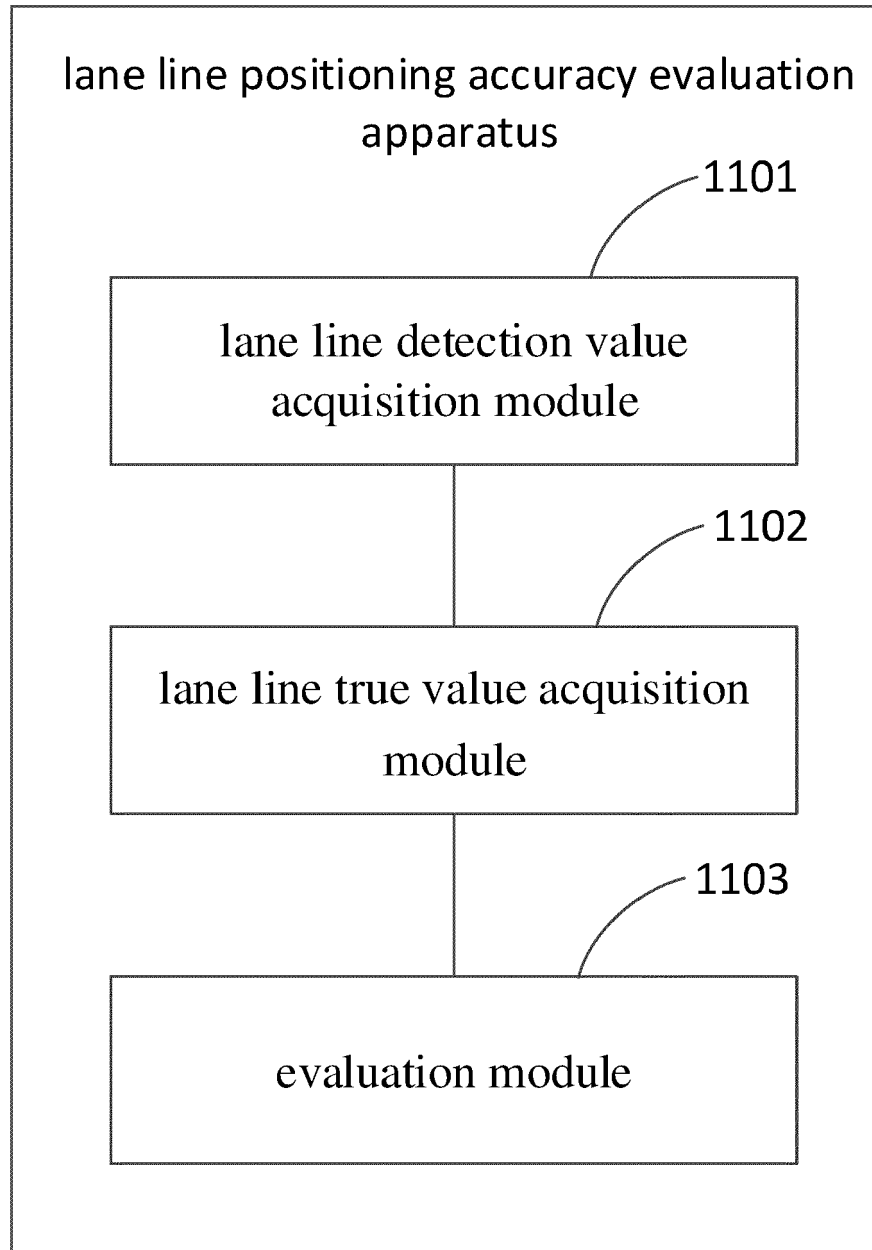 lane line positioning accuracy evaluation
apparatus
1101
lane line detection value
acquisition module
1102
lane line true value acquisition
module
1103
evaluation module